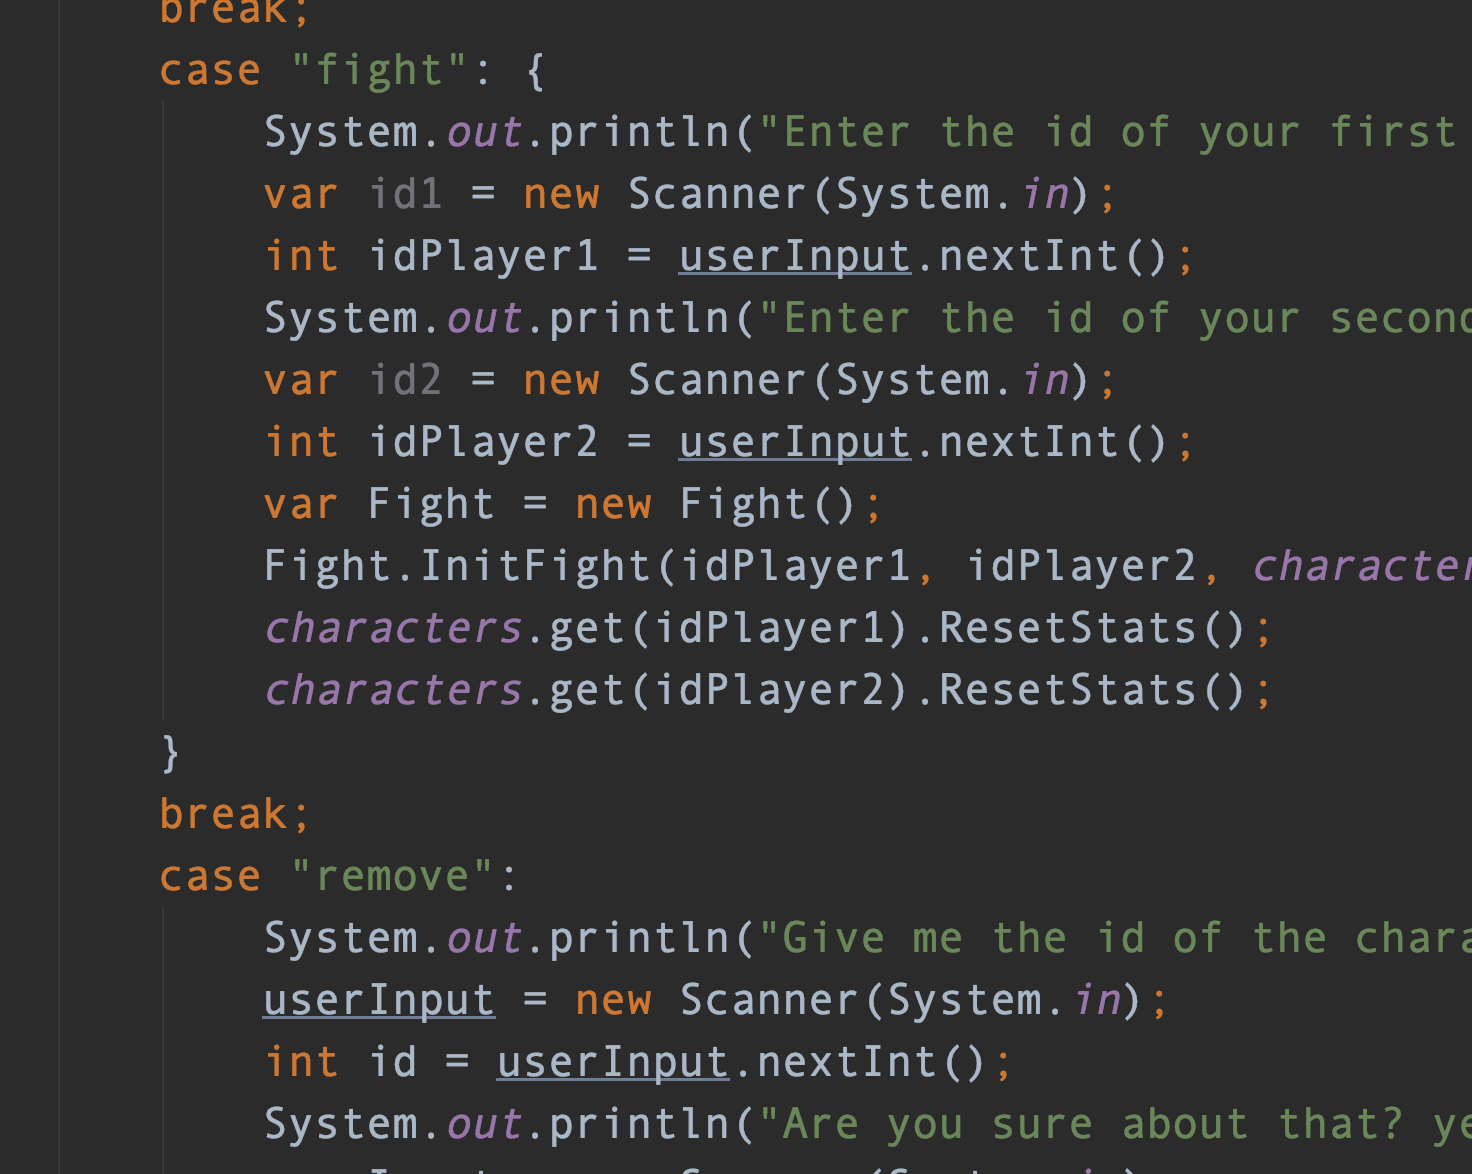 break;
case "fight": {
System.out.println("Enter the id of your first
var id1 = new Scanner(System.in);
int idPlayer1 = userInput.nextInt();
System.out.println("Enter the id of your second
var id2 = new Scanner(System.in);
int idPlayer2 = userInput.nextInt();
var Fight = new Fight();
Fight.InitFight(idPlayer1, idPlayer2, character
characters.get(idPlayer1).ResetStats();
characters.get(idPlayer2).ResetStats();
}
break;
case "remove":
System.out.println("Give me the id of the chara
userInput = new Scanner(System.in);
int id = userInput.nextInt();
System.out.println("Are you sure about that? ye